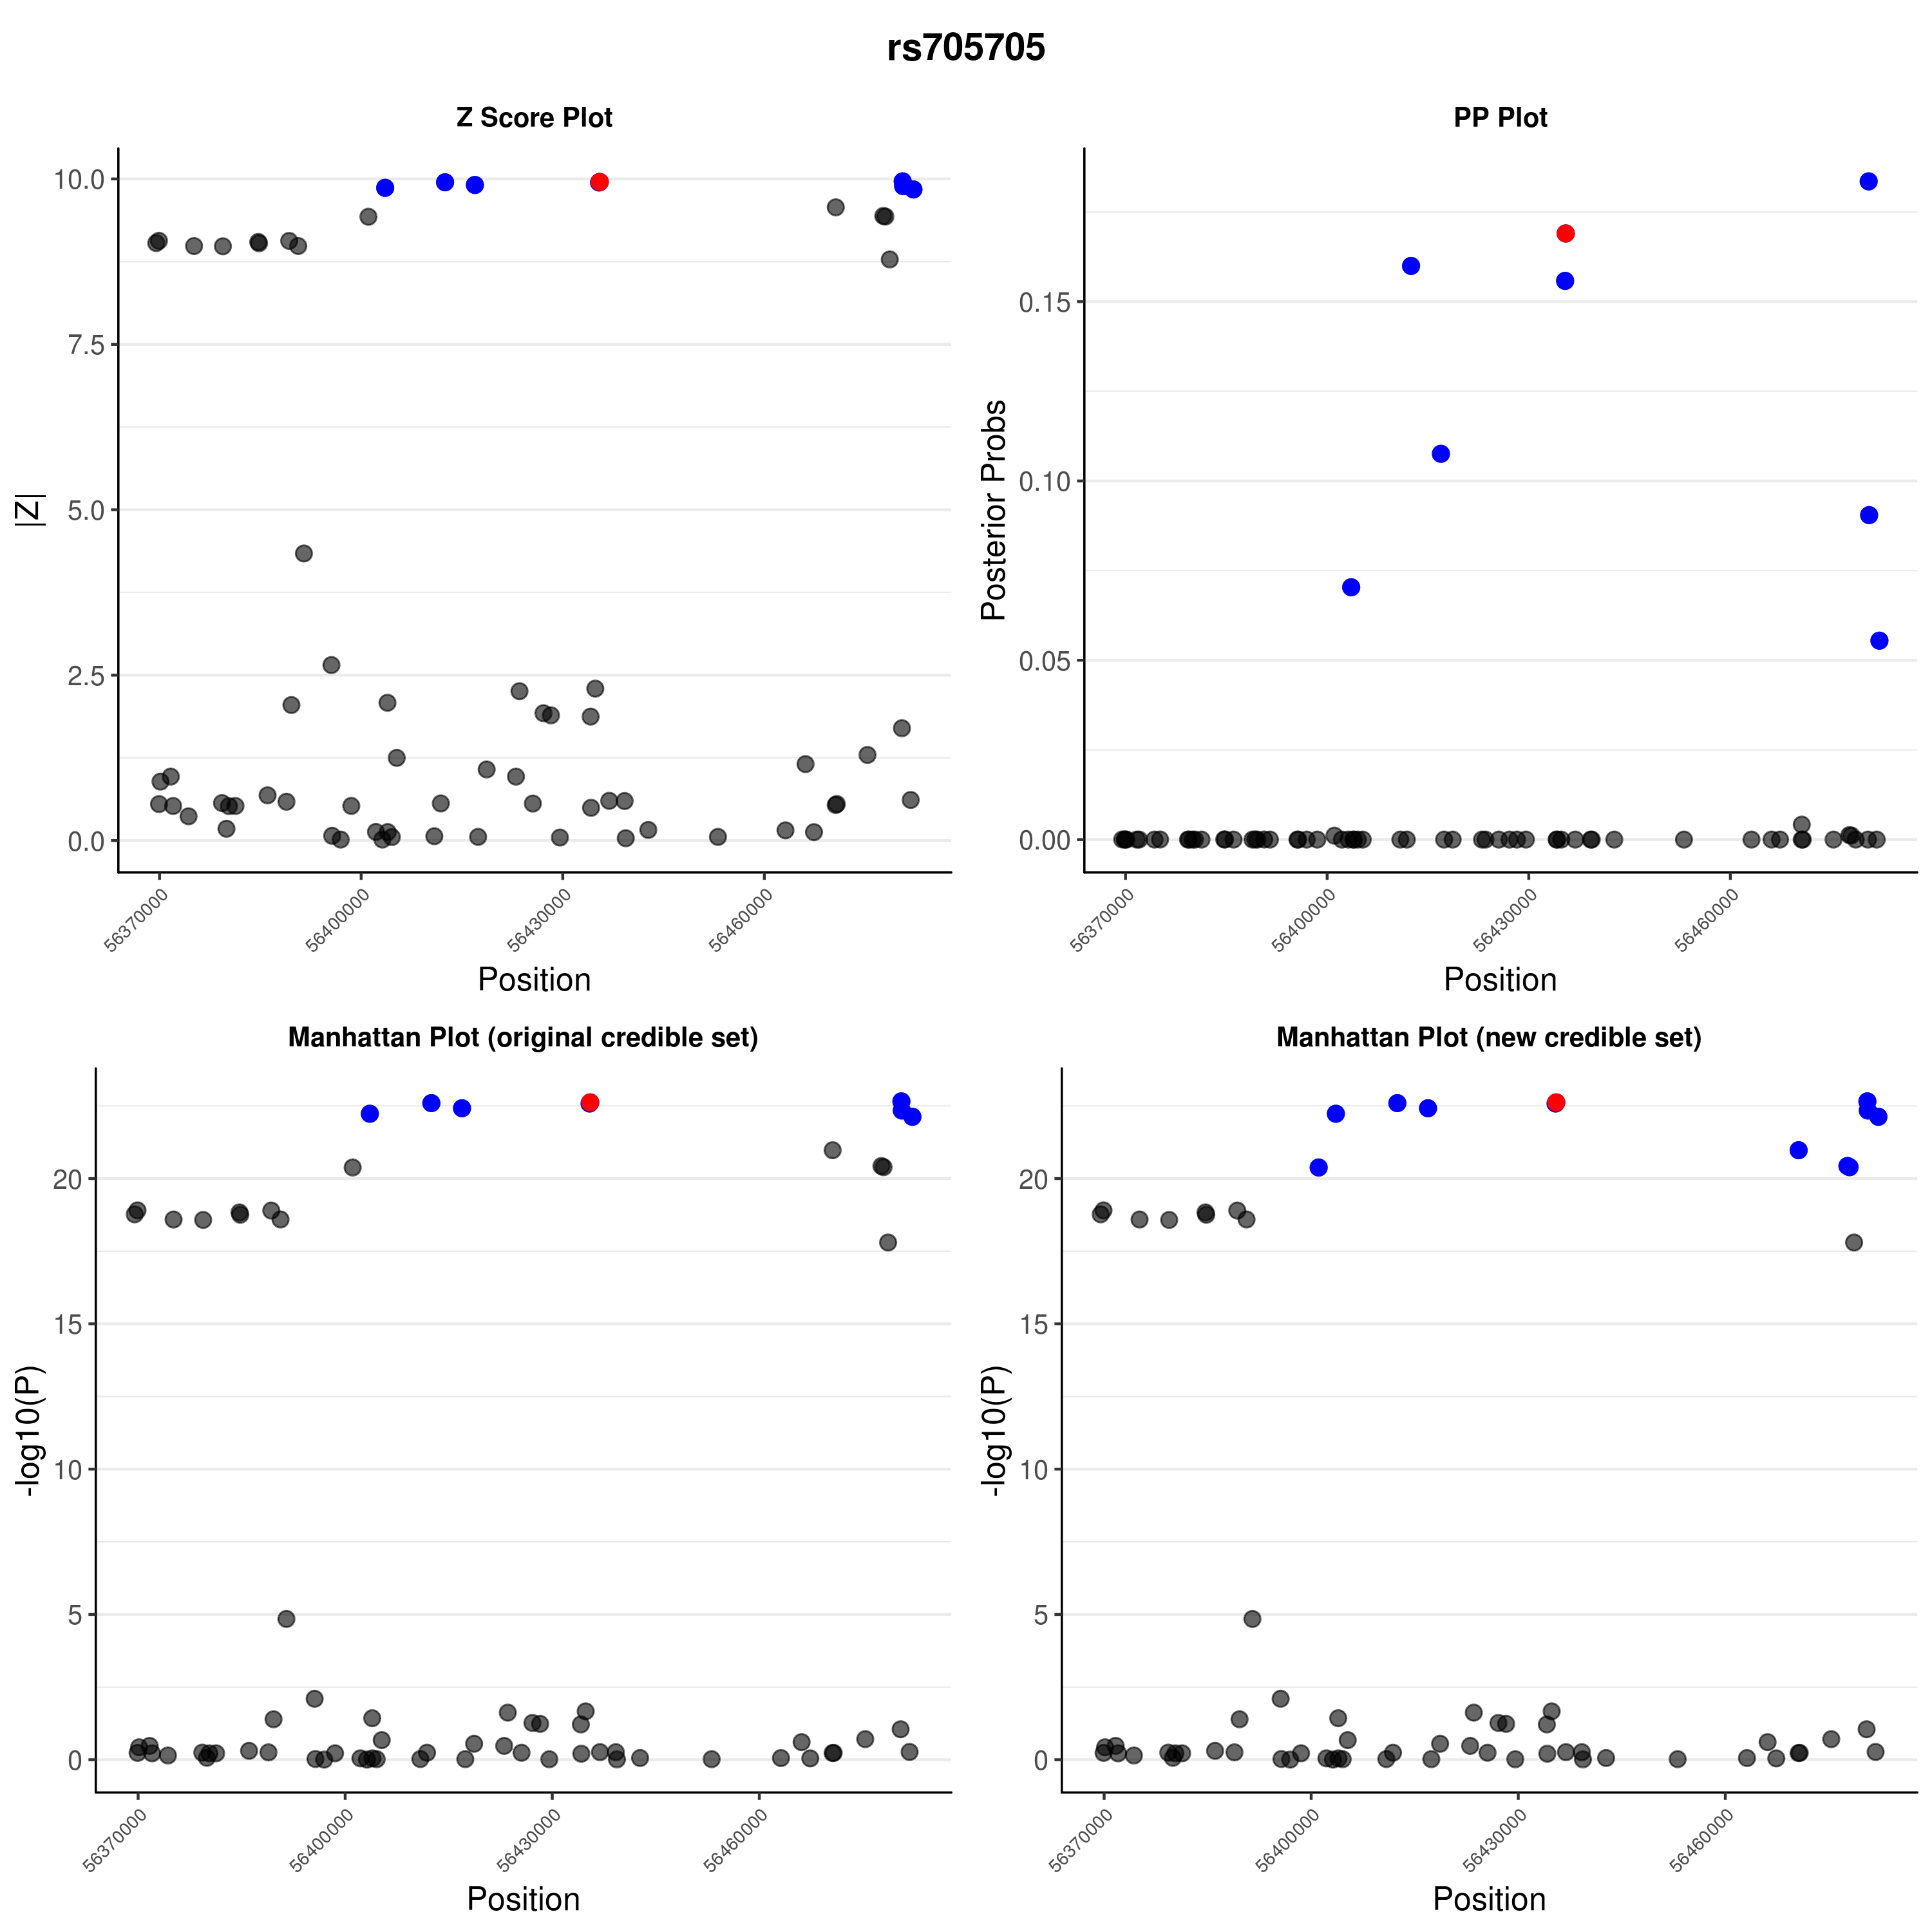 rs705705
Z Score Plot
|Z|
10.0
7.5
5.0
2.5
0.0
56370000
56400000
56430000
56460000
Position
PP Plot
Posterior Probs
0.15
0.10
0.05
0.00
56370000
56400000
56430000
56460000
Position
Manhattan Plot (original credible set)
-log10(P)
20
15
10
5
0
56370000
56400000
56430000
56460000
Position
Manhattan Plot (new credible set)
-log10(P)
20
15
10
5
0
56370000
56400000
56430000
56460000
Position